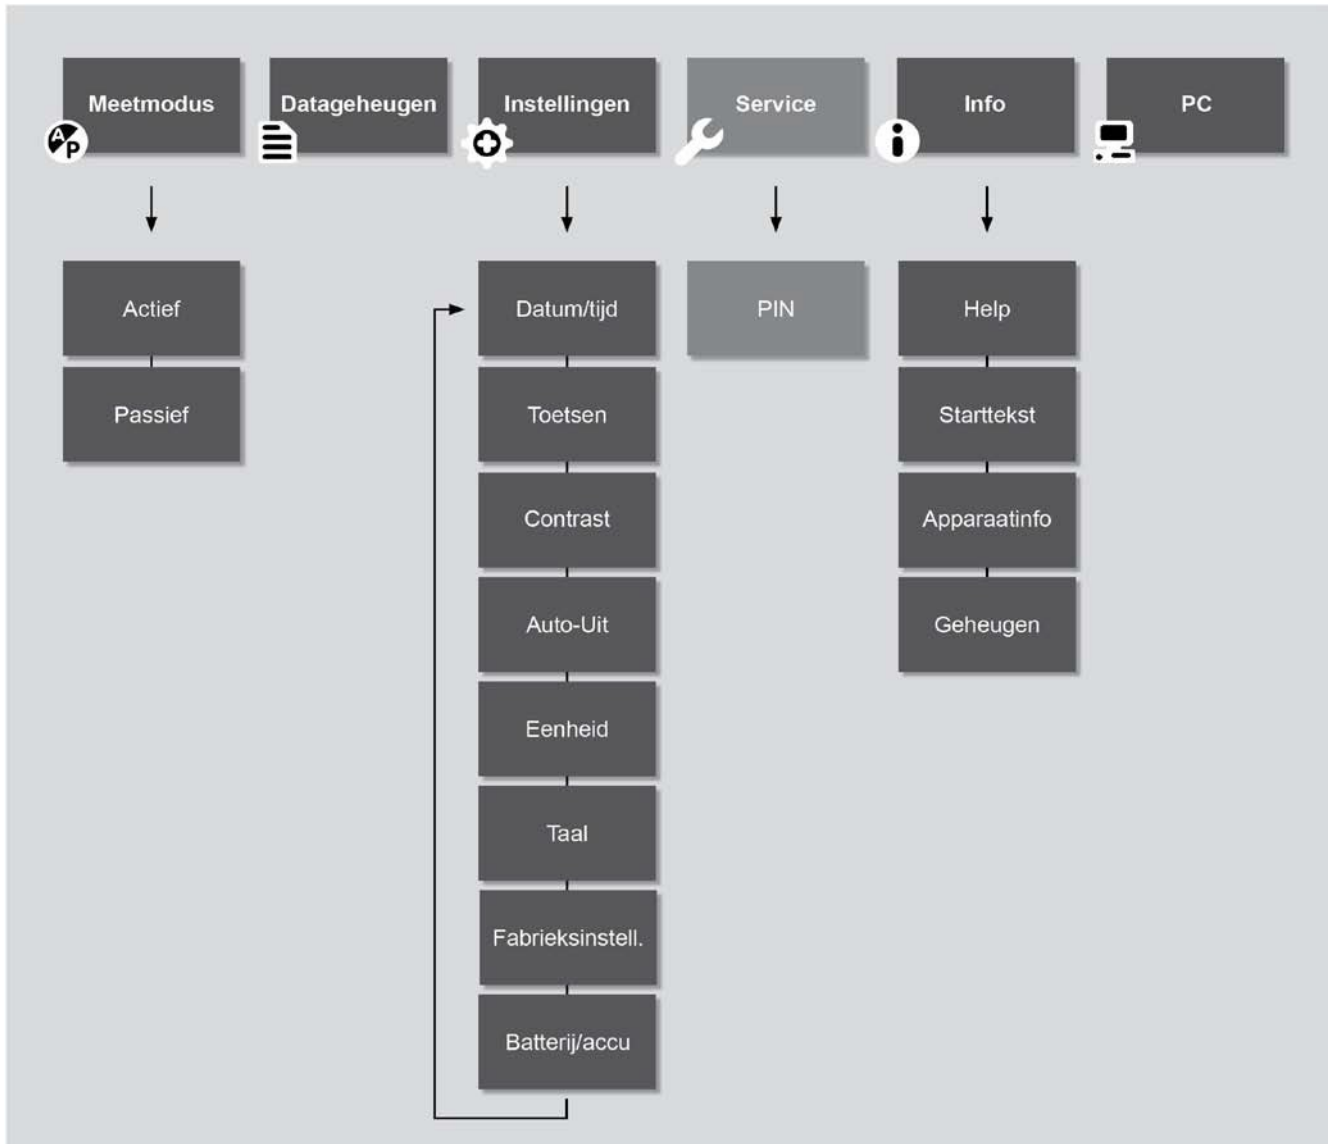 Meetmodus
Datageheugen
Instellingen
Service
Info
PC
A
P
Actief
Passief
Datum/tijd
Toetsen
Contrast
Auto-Uit
Eenheid
Taal
Fabrieksinstell.
Batterij/accu
PIN
Help
Starttekst
Apparaatinfo
Geheugen